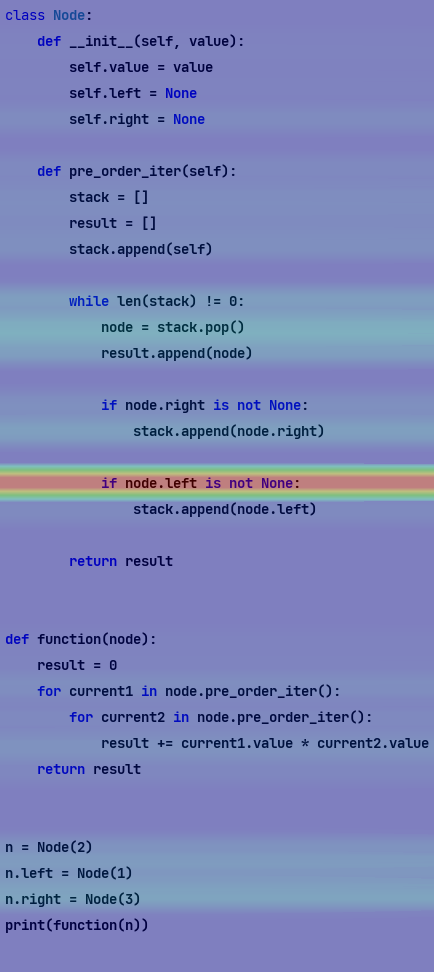 class Node:
    def __init__(self, value):
        self.value = value
        self.left = None
        self.right = None

    def pre_order_iter(self):
        stack = []
        result = []
        stack.append(self)

        while len(stack) != 0:
            node = stack.pop()
            result.append(node)

            if node.right is not None:
                stack.append(node.right)

            if node.left is not None:
                stack.append(node.left)

        return result


def function(node):
    result = 0
    for current1 in node.pre_order_iter():
        for current2 in node.pre_order_iter():
            result += current1.value * current2.value
    return result


n = Node(2)
n.left = Node(1)
n.right = Node(3)
print(function(n))